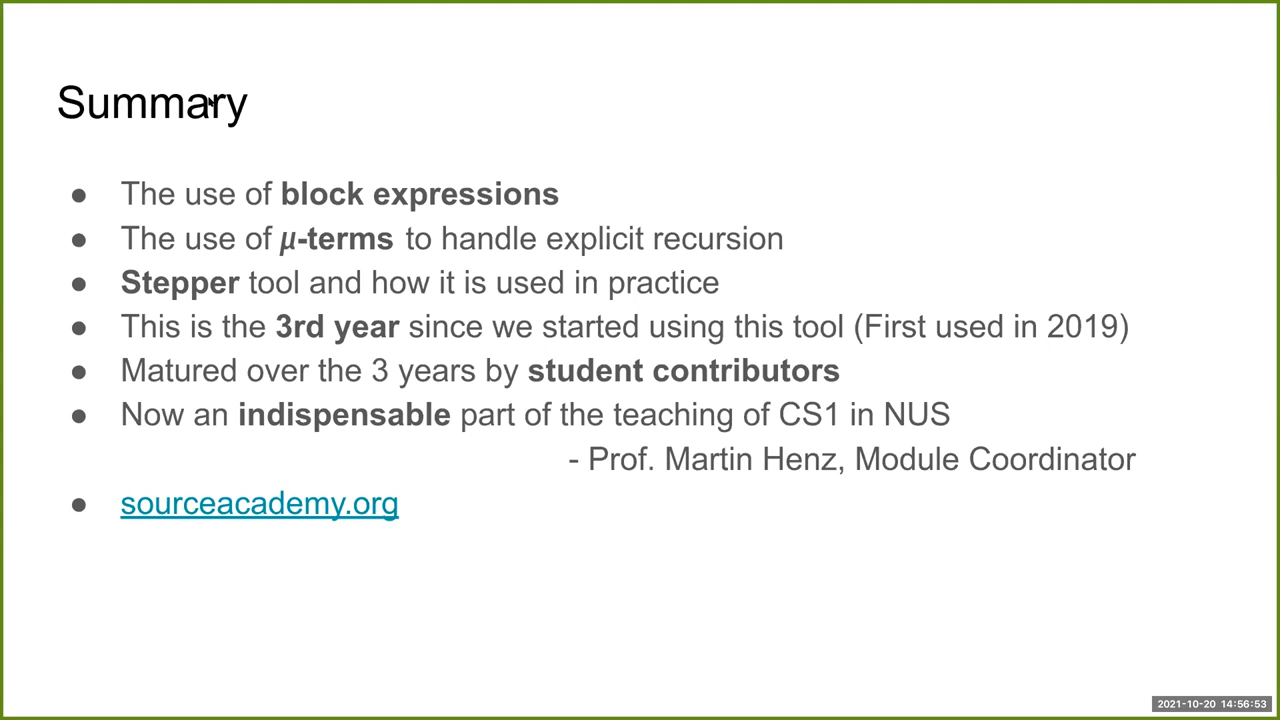 Summary
● The use of block expressions
● The use of µ-terms to handle explicit recursion
● Stepper tool and how it is used in practice
● This is the 3rd year since we started using this tool (First used in 2019)
● Matured over the 3 years by student contributors
● Now an indispensable part of the teaching of CS1 in NUS
- Prof. Martin Henz, Module Coordinator
● sourceacademy.org
2021-10-20 14:56:53